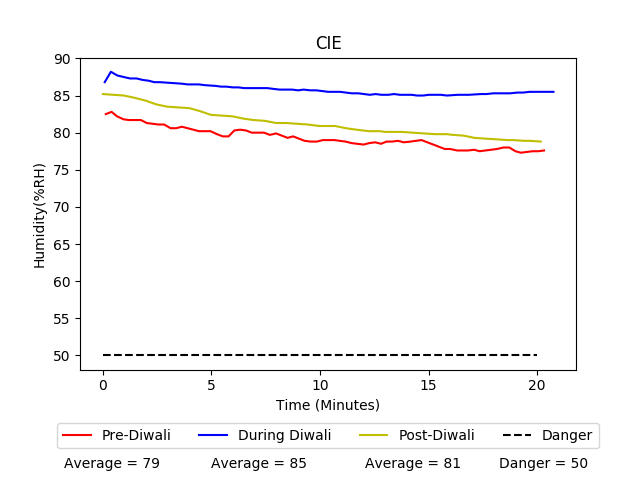 CIE
90
85
80
75
70
65
60
55
50
Humidity(%RH)
0 5 10 15 20
Time (Minutes)
Pre-Diwali During Diwali Post-Diwali Danger
Average = 79 Average = 85 Average = 81 Danger = 50